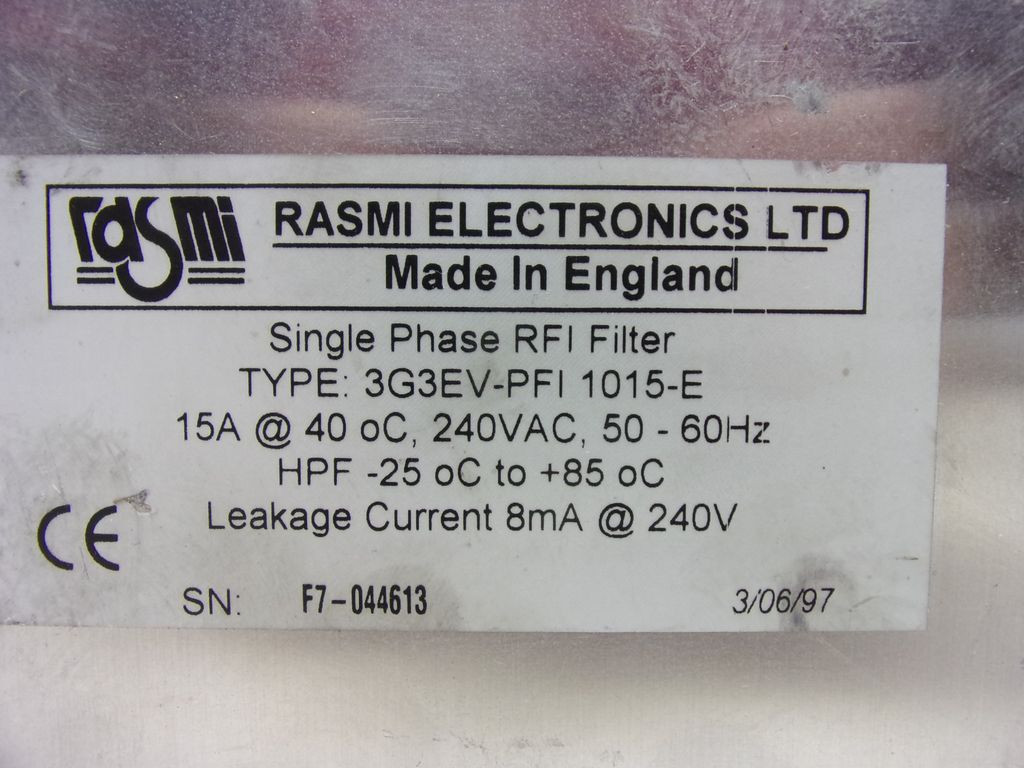 rasmi RASMI ELECTRONICS LTD
Made In England
Single Phase RFI Filter
TYPE: 3G3EV-PFI 1015-E
15A @ 40 oC, 240VAC, 50 - 60Hz
HPF -25 oC to +85 oC
Leakage Current 8mA @ 240V
CE
SN: F7-044613 3/06/97